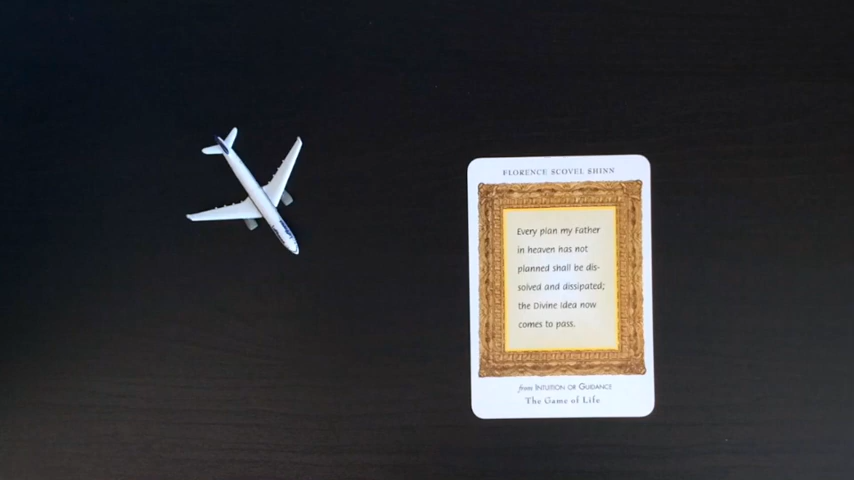 FLORENCE SCOVEL SHINN
Every plan my Father
in heaven has not
planned shall be dis-
solved and dissipated;
the Divine Idea now
comes to pass.
from INTUITION OR GUIDANCE
The Game of Life